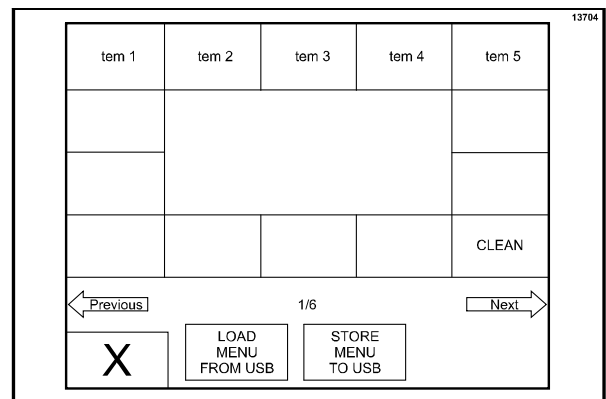 13704
tem 1 tem 2 tem 3 tem 4 tem 5
CLEAN
Previous 1/6 Next
X
LOAD
MENU
FROM USB
STORE
MENU
TO USB